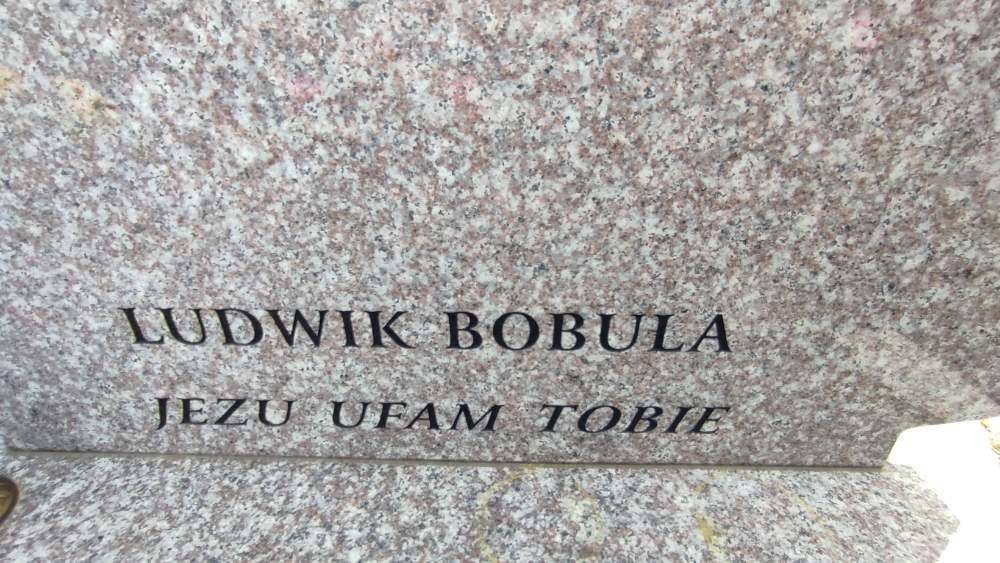 LUDWIK BOBULA
JEZU UFAM TOBIE